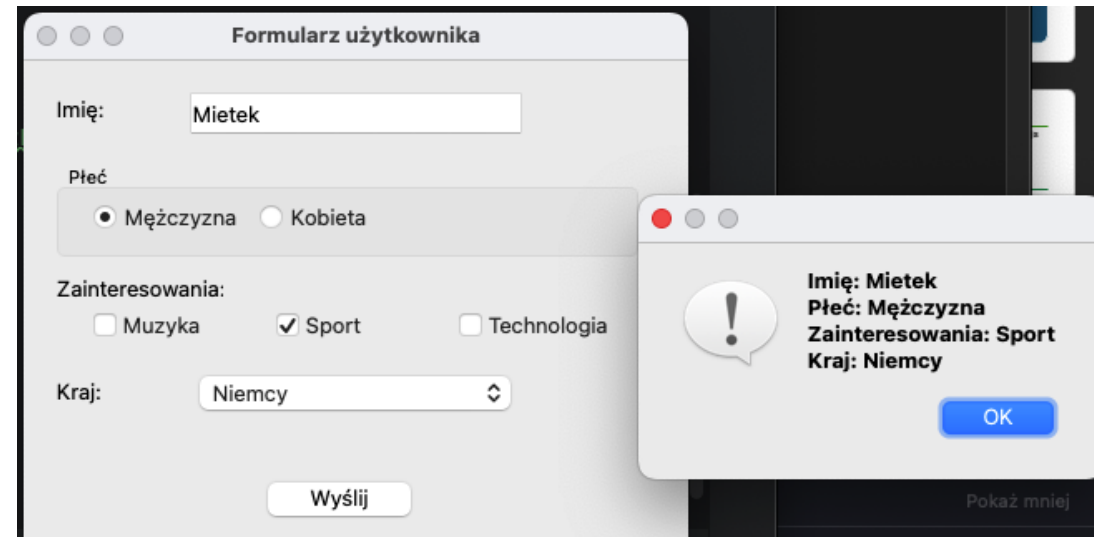 Formularz użytkownika
Imię:
Mietek
Płeć
Mężczyzna
Kobieta
Zainteresowania:
Muzyka
Sport
Technologia
Kraj:
Niemcy
Wyślij
Imię: Mietek
Płeć: Mężczyzna
Zainteresowania: Sport
Kraj: Niemcy
OK
Pokaż mniej